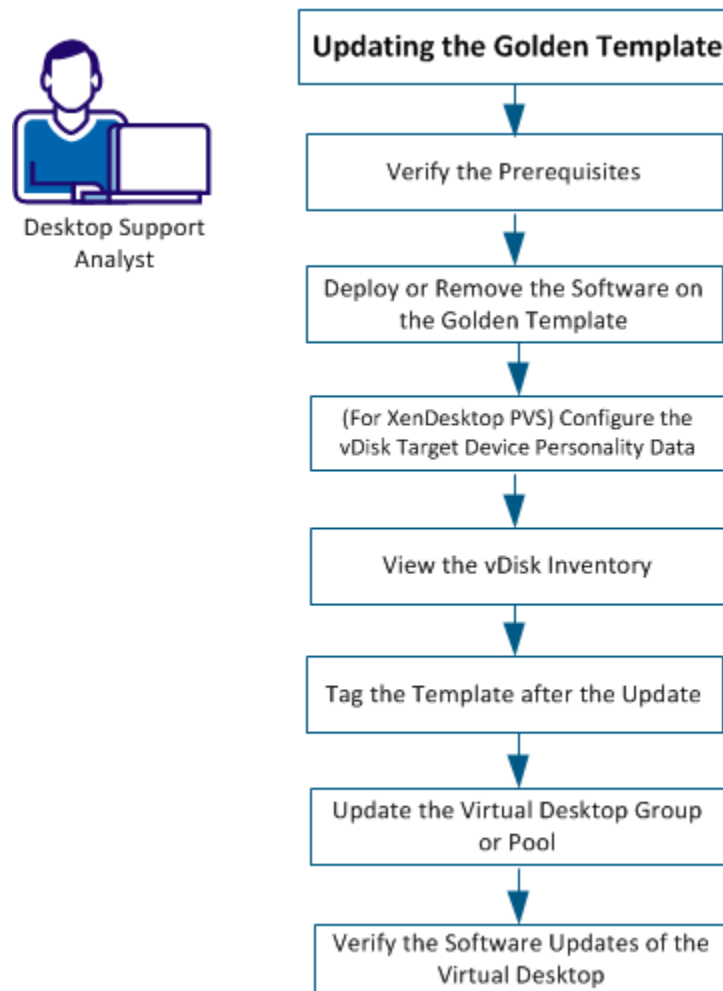 Updating the Golden Template
Desktop Support
Analyst
Verify the Prerequisites
Deploy or Remove the Software on
the Golden Template
(For XenDesktop PVS) Configure the
vDisk Target Device Personality Data
View the vDisk Inventory
Tag the Template after the Update
Update the Virtual Desktop Group
or Pool
Verify the Software Updates of the
Virtual Desktop